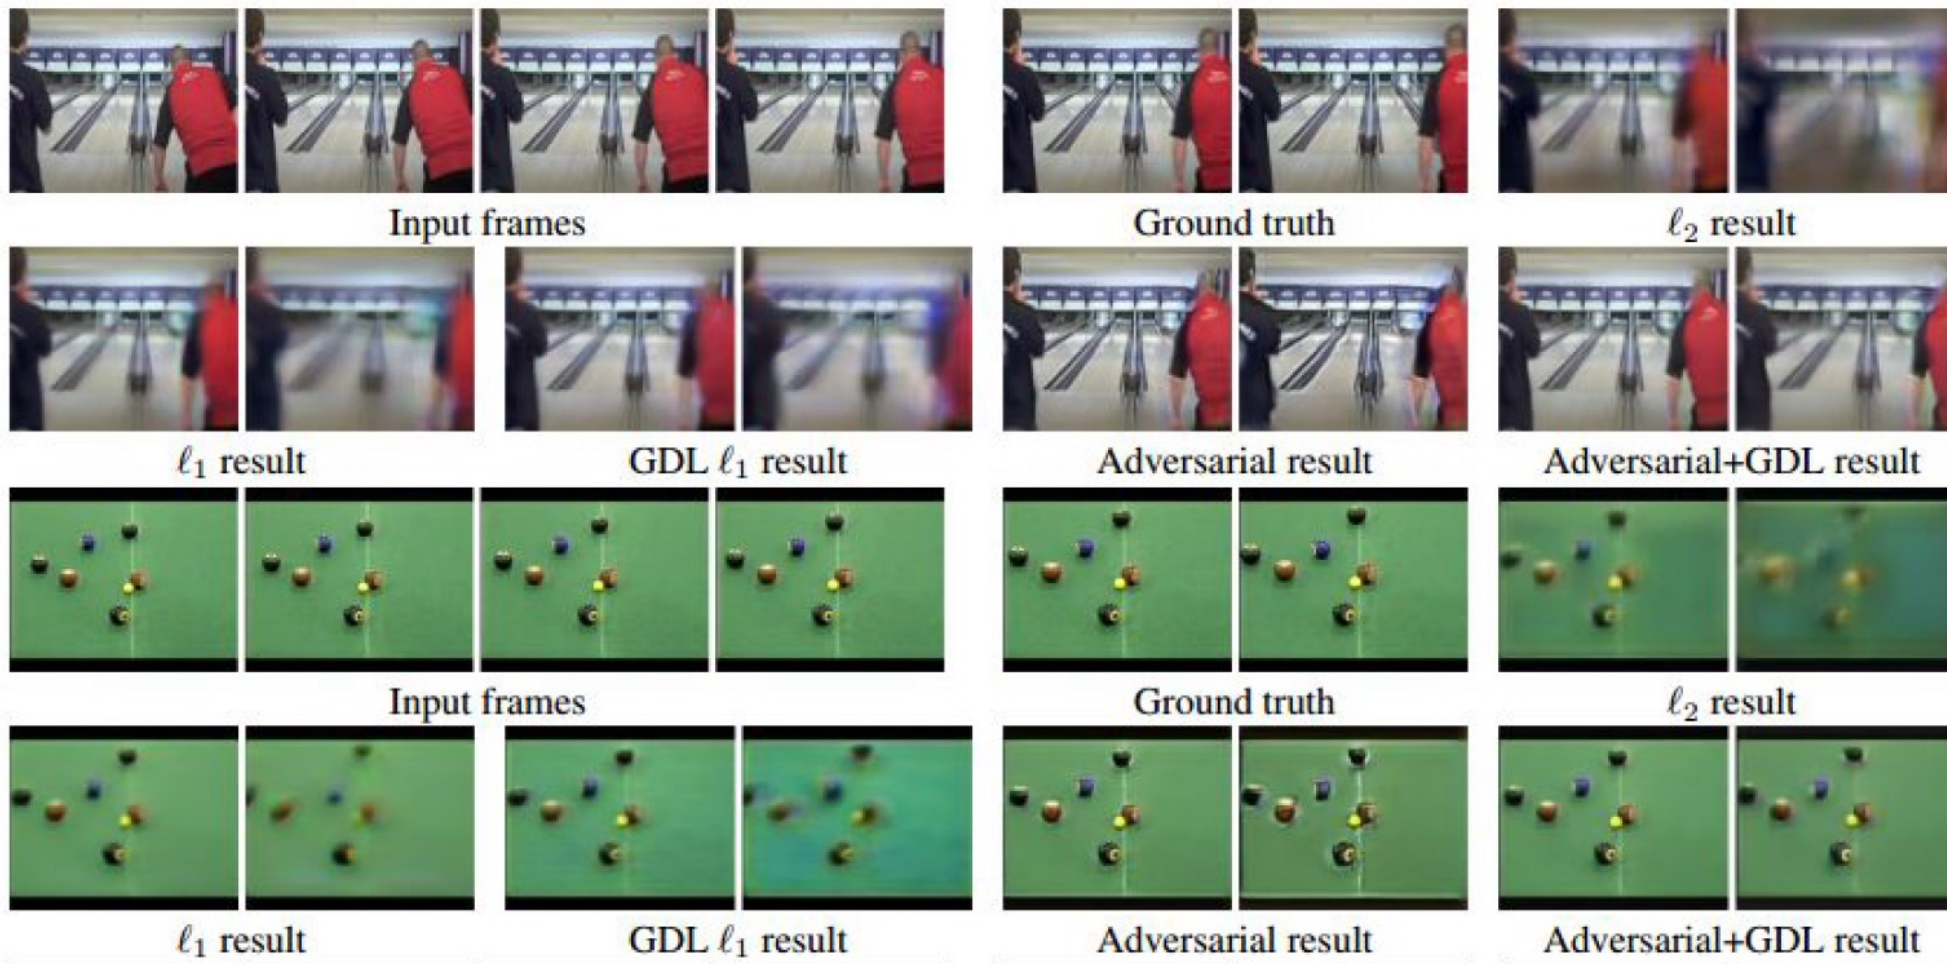 Input frames
Ground truth
ℓ₂ result
ℓ₁ result
GDL ℓ₁ result
Adversarial result
Adversarial+GDL result
Input frames
Ground truth
ℓ₂ result
ℓ₁ result
GDL ℓ₁ result
Adversarial result
Adversarial+GDL result